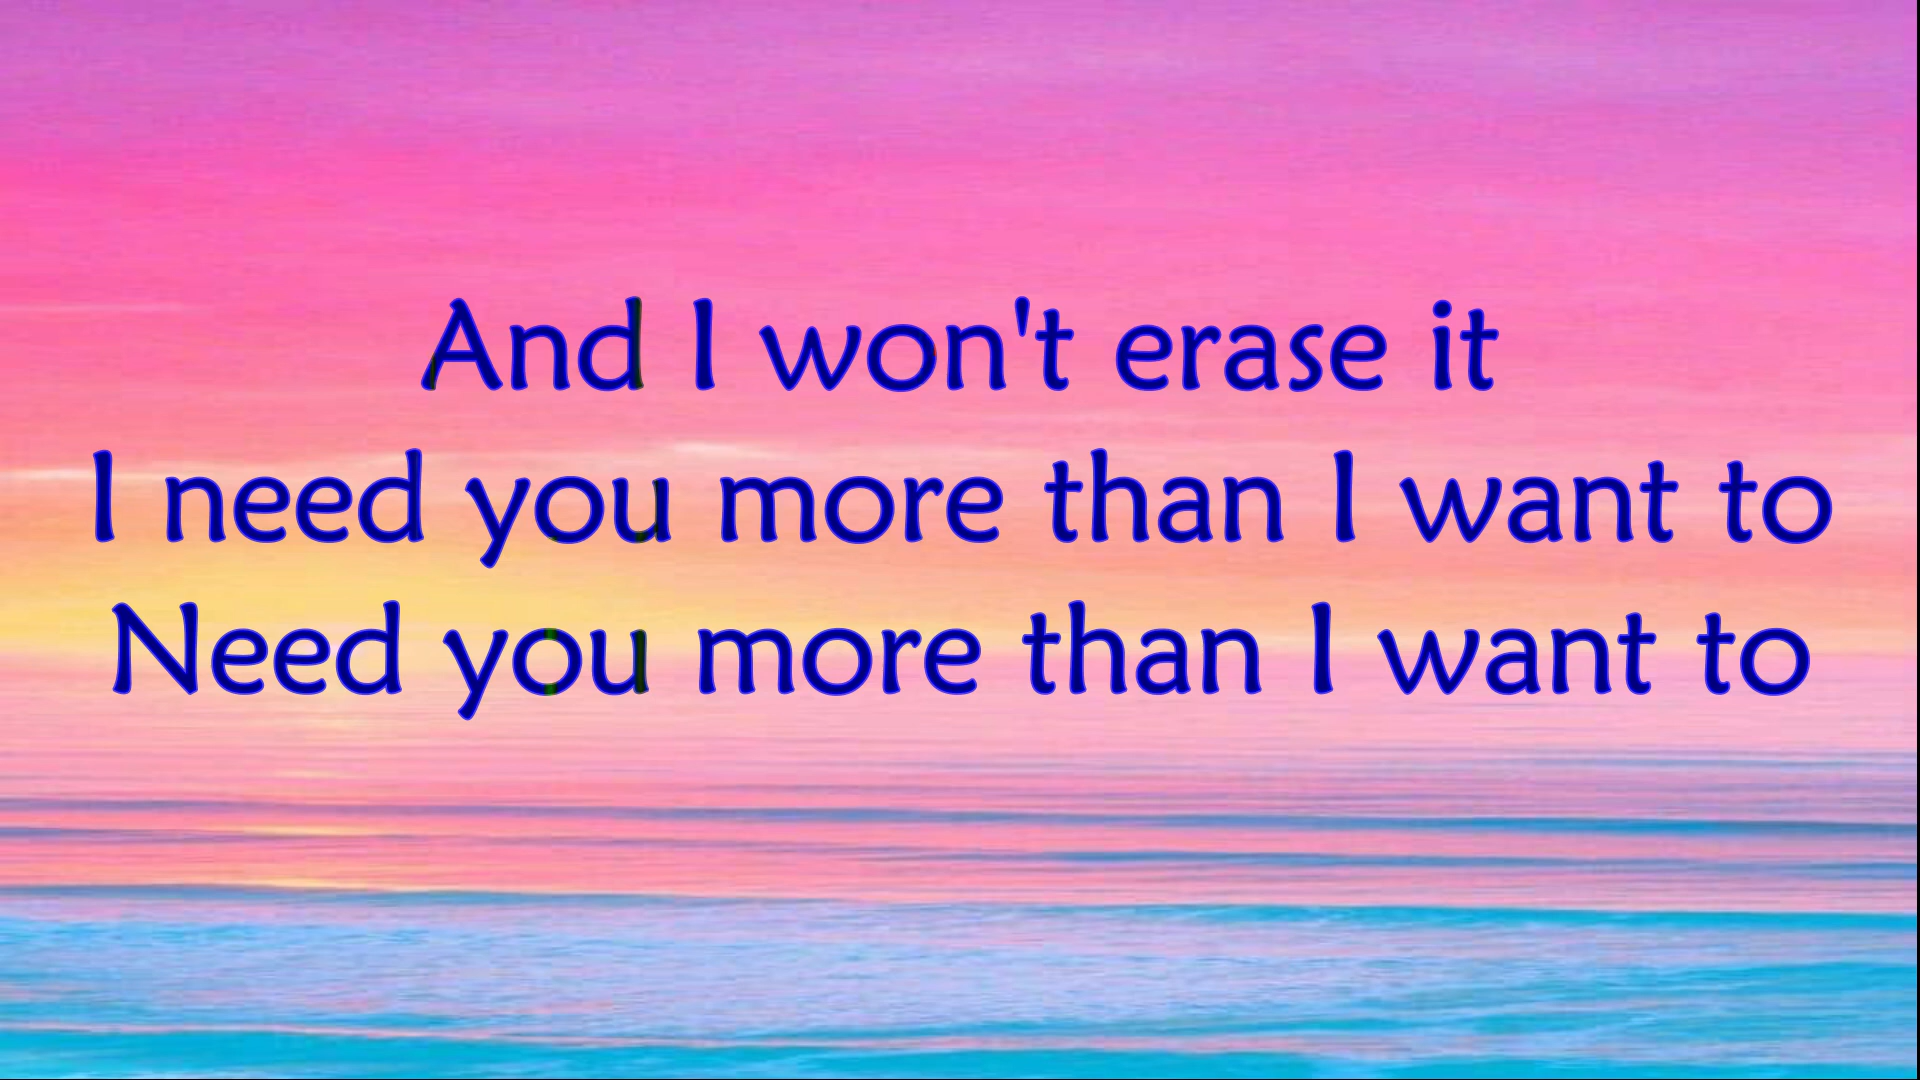 And I won't erase it
I need you more than I want to
Need you more than I want to